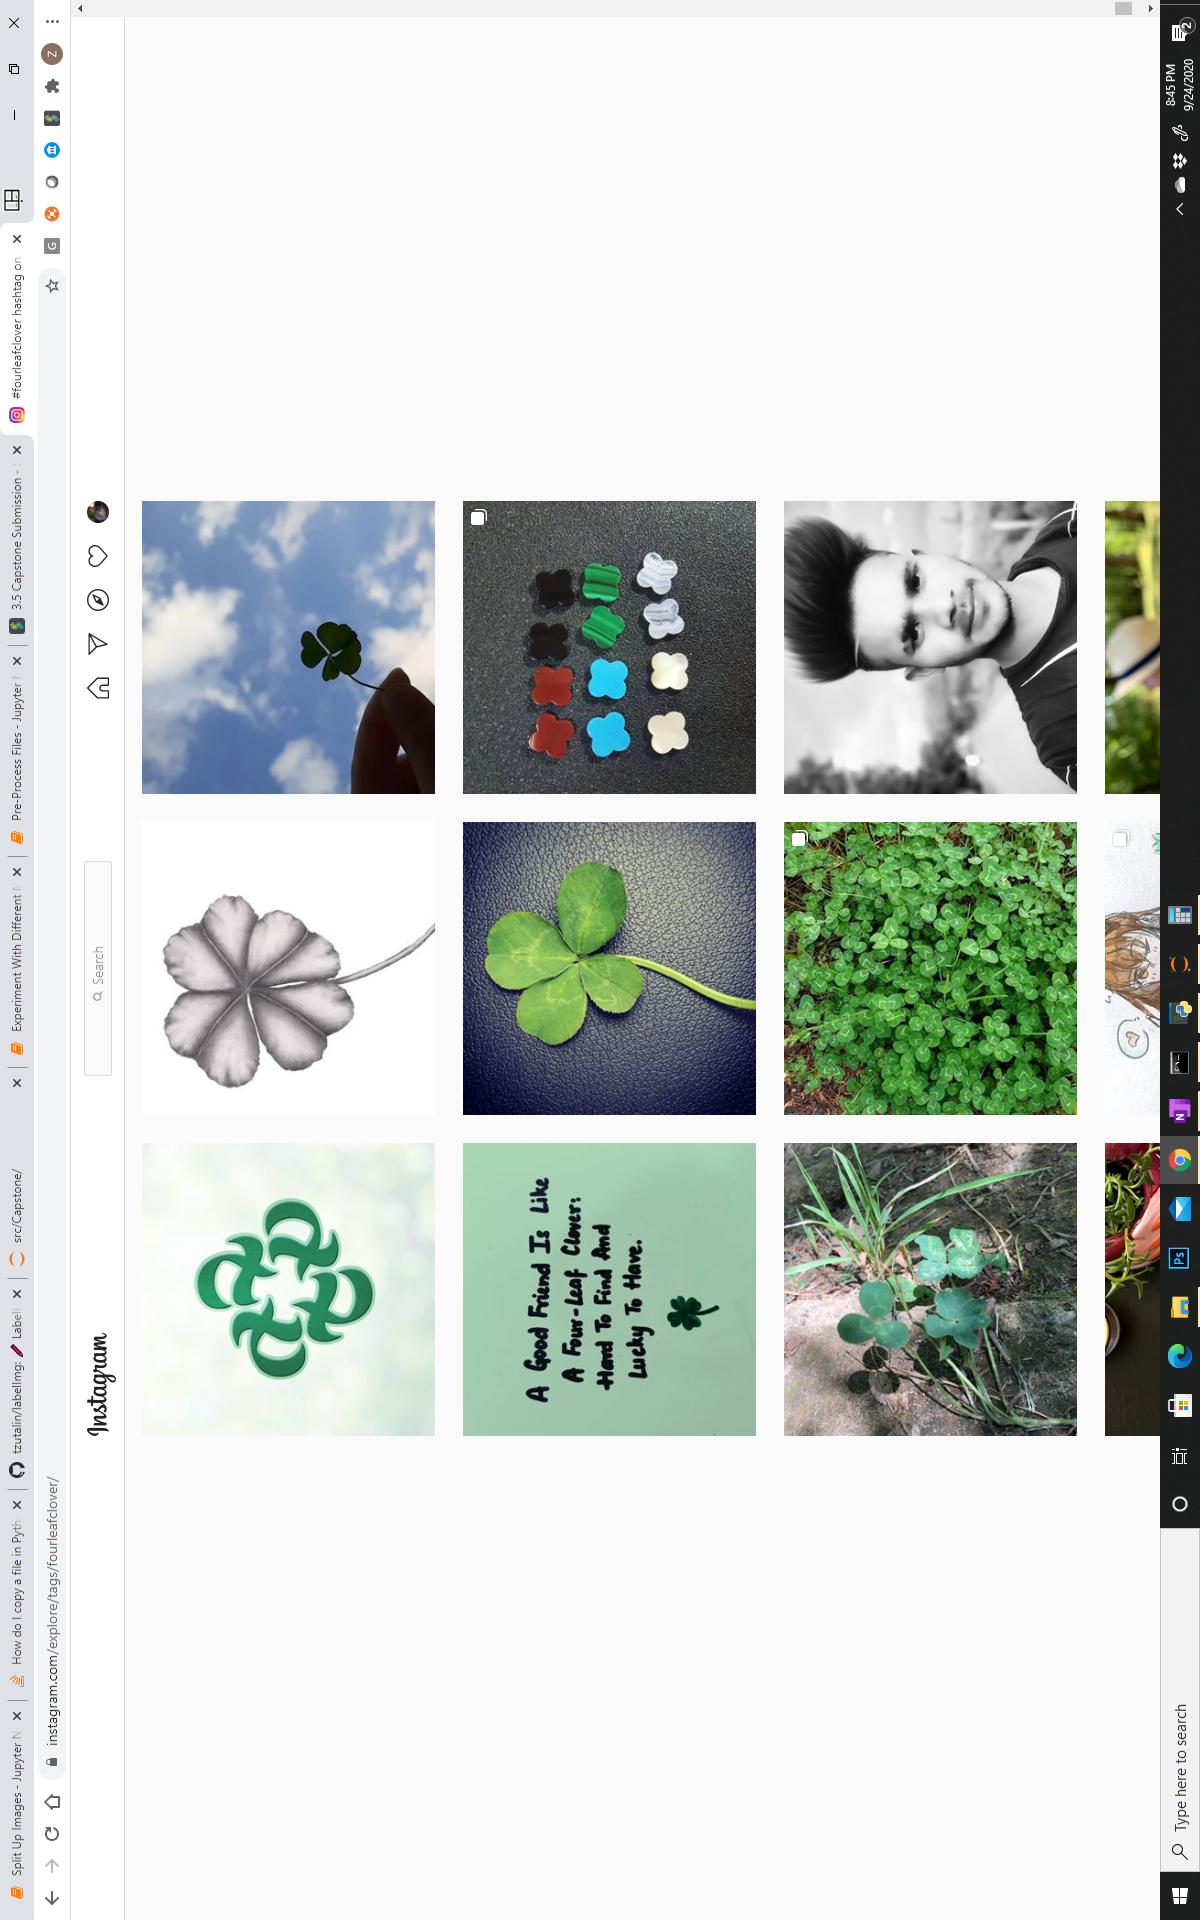 Split Up Images - Jupyter N
How do I copy a file in Pyth
tzutalin/labelImg: Labell
src/Capstone/
Experiment With Different N
Pre-Process Files - Jupyter N
3.5 Capstone Submission -
#fourleafclover hashtag on
instagram.com/explore/tags/fourleafclover/
G
Z
Instagram
Search
A Good Friend Is Like
A Four-Leaf Clover:
Hard To Find And
Lucky To Have.
Type here to search
Ps
N
8:45 PM
9/24/2020
2